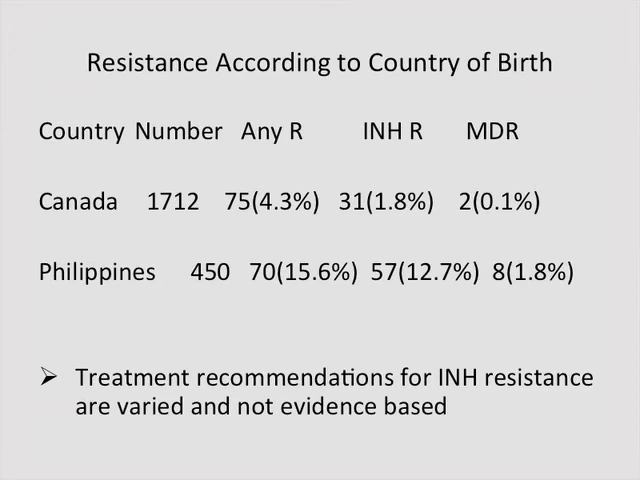 Resistance According to Country of Birth
Country Number Any R INH R MDR
Canada 1712 75(4.3%) 31(1.8%) 2(0.1%)
Philippines 450 70(15.6%) 57(12.7%) 8(1.8%)
➢ Treatment recommendations for INH resistance
are varied and not evidence based